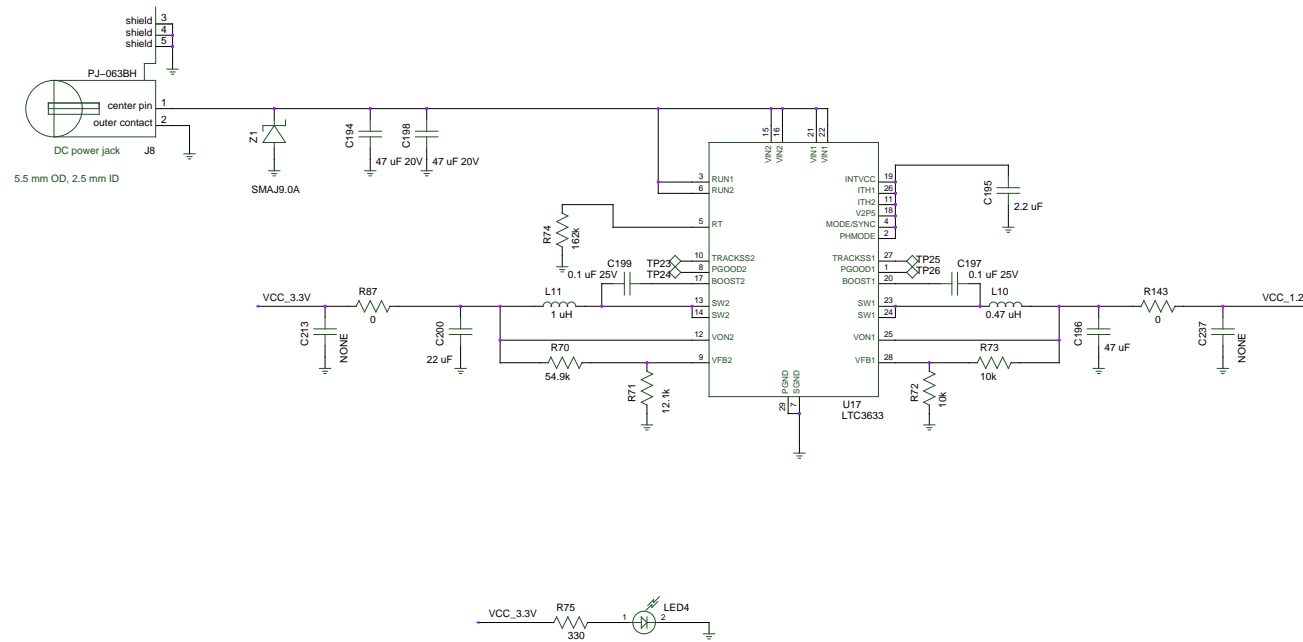 shield 3
shield 4
shield 5
PJ–063BH
center pin 1
outer contact 2
DC power jack J8
5.5 mm OD, 2.5 mm ID
Z1
SMAJ9.0A
C194
47 uF 20V
C198
47 uF 20V
15 16 21 22
VIN2 VIN2 VIN1 VIN1
3 RUN1
6 RUN2
5 RT
10 TRACKSS2
8 PGOOD2
17 BOOST2
13 SW2
14 SW2
12 VON2
9 VFB2
INTVCC 19
ITH1 26
ITH2 11
V2P5 18
MODE/SYNC 4
PHMODE 2
TRACKSS1 27
PGOOD1 1
BOOST1 20
SW1 23
SW1 24
VON1 25
VFB1 28
PGND SGND
29 7
U17
LTC3633
C195
2.2 uF
R74
162k
TP23
TP24
C199
0.1 uF 25V
TP25
TP26
C197
0.1 uF 25V
VCC_3.3V
R87
0
C213
NONE
C200
22 uF
L11
1 uH
R70
54.9k
R71
12.1k
L10
0.47 uH
R73
10k
R72
10k
C196
47 uF
R143
0
C237
NONE
VCC_1.2
VCC_3.3V
R75
330
1 2
LED4